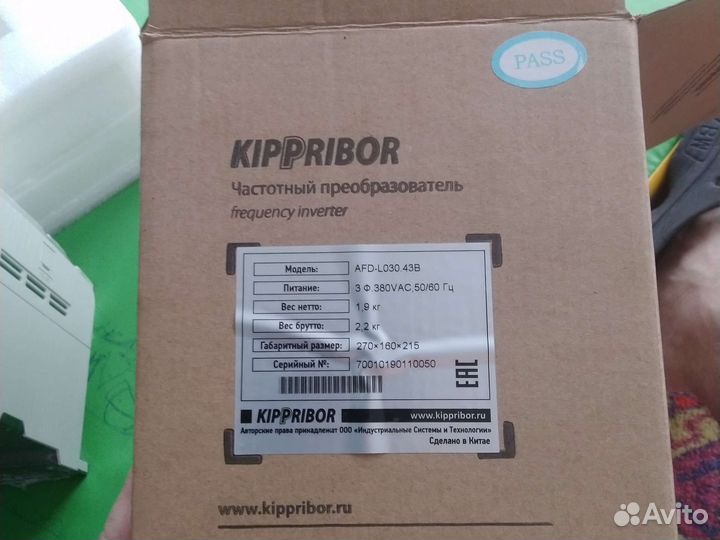 PASS
KIPPRIBOR
Частотный преобразователь
frequency inverter
Модель: AFD-L030.43B
Питание: 3 Ф.380VAC,50/60 Гц
Вес нетто: 1,9 кг
Вес брутто: 2,2 кг
Габаритный размер: 270×160×215
Серийный №: 70010190110050
EAC
KIPPRIBOR www.kippribor.ru
Авторские права принадлежат ООО «Индустриальные Системы и Технологии»
Сделано в Китае
www.kippribor.ru
Avito